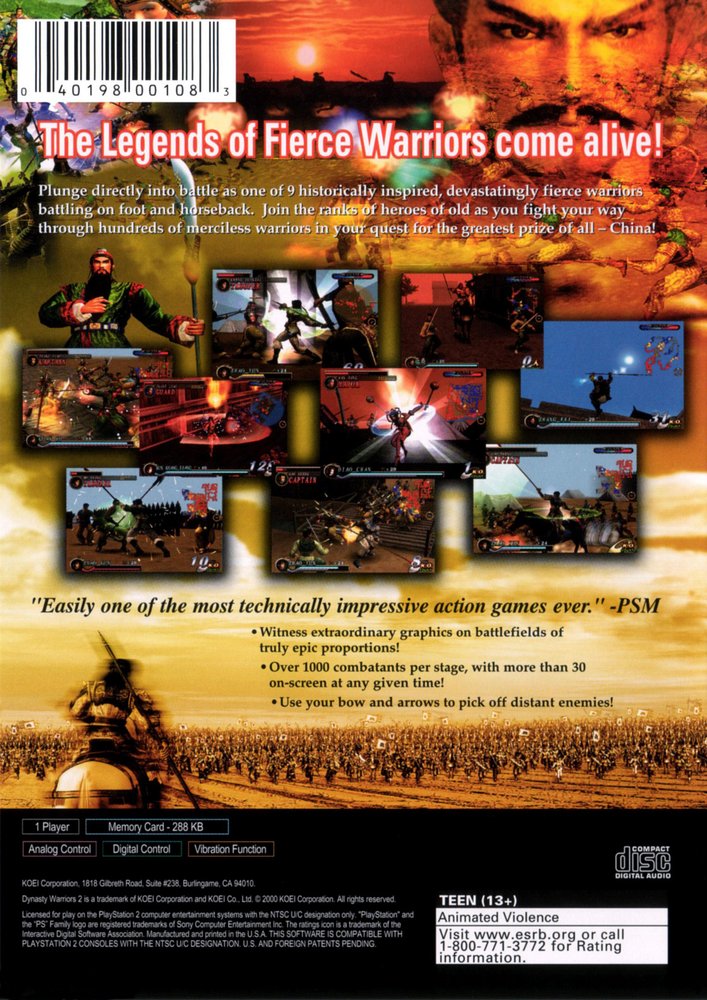 0 40198 00108 3
The Legends of Fierce Warriors come alive!
Plunge directly into battle as one of 9 historically inspired, devastatingly fierce warriors
battling on foot and horseback. Join the ranks of heroes of old as you fight your way
through hundreds of merciless warriors in your quest for the greatest prize of all – China!
GUARD
CAPTAIN
"Easily one of the most technically impressive action games ever." -PSM
• Witness extraordinary graphics on battlefields of
truly epic proportions!
• Over 1000 combatants per stage, with more than 30
on-screen at any given time!
• Use your bow and arrows to pick off distant enemies!
1 Player
Memory Card - 288 KB
Analog Control
Digital Control
Vibration Function
COMPACT
disc
DIGITAL AUDIO
KOEI Corporation, 1818 Gilbreth Road, Suite #238, Burlingame, CA 94010.
Dynasty Warriors 2 is a trademark of KOEI Corporation and KOEI Co., Ltd. © 2000 KOEI Corporation. All rights reserved.
Licensed for play on the PlayStation 2 computer entertainment systems with the NTSC U/C designation only. "PlayStation" and
the "PS" Family logo are registered trademarks of Sony Computer Entertainment Inc. The ratings icon is a trademark of the
Interactive Digital Software Association. Manufactured and printed in the U.S.A. THIS SOFTWARE IS COMPATIBLE WITH
PLAYSTATION 2 CONSOLES WITH THE NTSC U/C DESIGNATION. U.S. AND FOREIGN PATENTS PENDING.
TEEN (13+)
Animated Violence
Visit www.esrb.org or call
1-800-771-3772 for Rating
information.